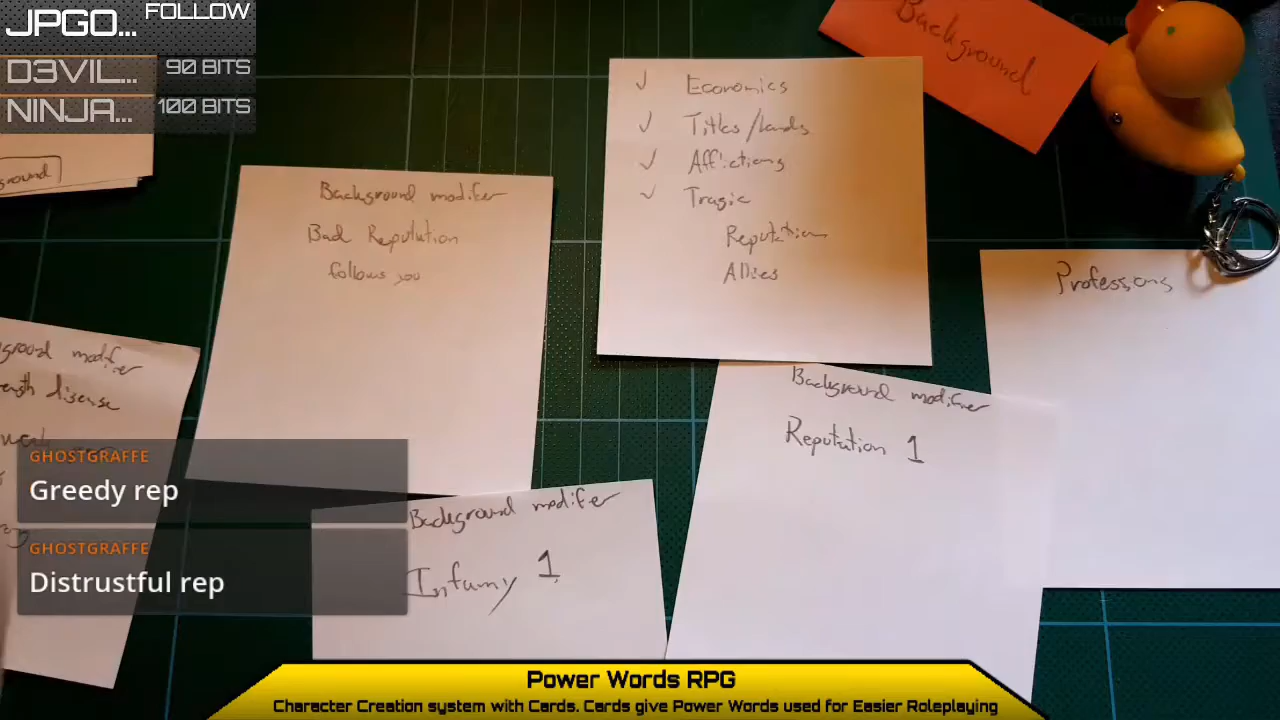 JPGO... FOLLOW
D3VIL... 90 BITS
NINJA... 100 BITS
Background
Economics
Titles/lands
Afflictions
Tragic
Reputation
Allies
Background modifier
Bad Reputation
follows you
Professions
modifier
disease
Background modifier
Reputation 1
GHOSTGRAFFE
Greedy rep
Background modifier
Infamy 1
GHOSTGRAFFE
Distrustful rep
Power Words RPG
Character Creation system with Cards. Cards give Power Words used for Easier Roleplaying